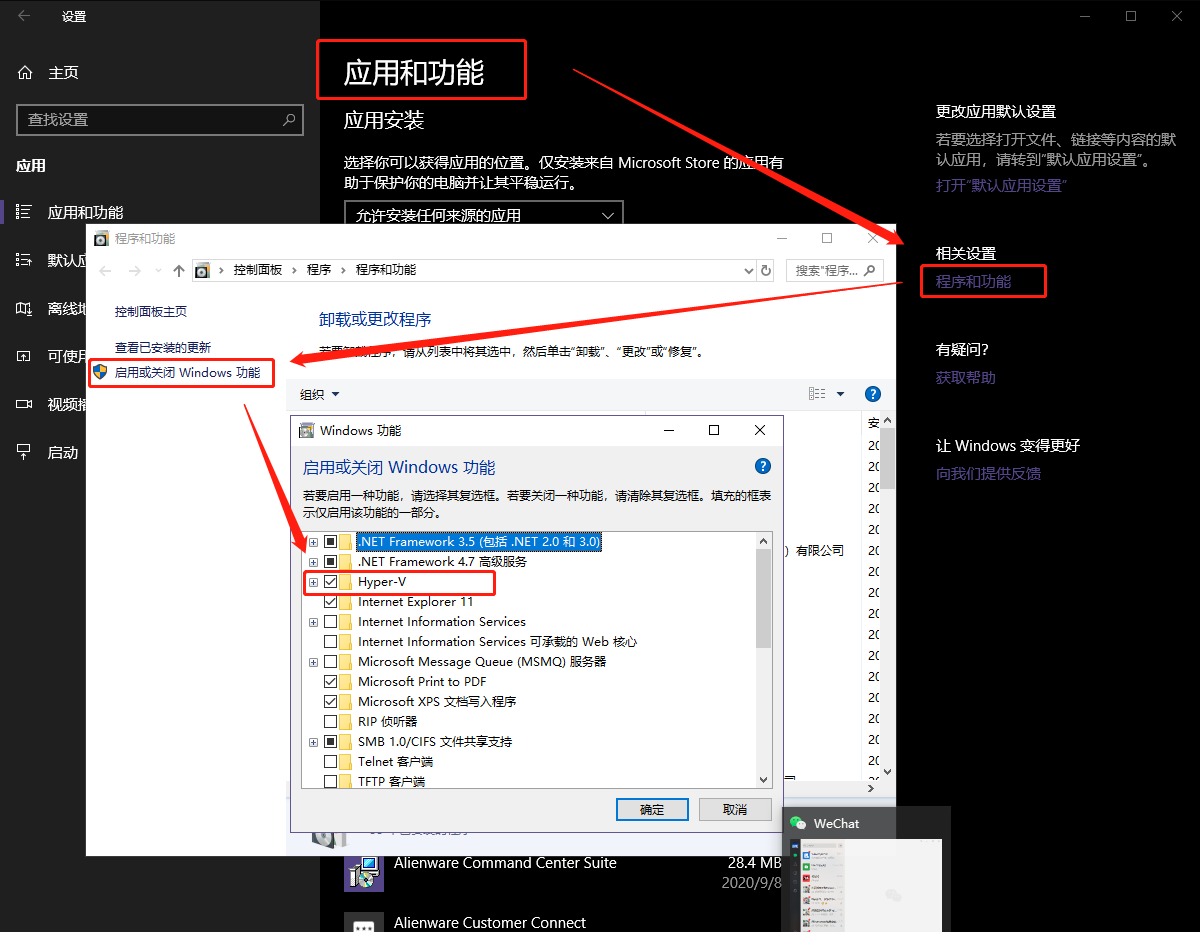 设置
主页
查找设置
应用
应用和功能
默认应
离线地
可使用
视频播
启动
应用和功能
应用安装
选择你可以获得应用的位置。仅安装来自 Microsoft Store 的应用有
助于保护你的电脑并让其平稳运行。
允许安装任何来源的应用
更改应用默认设置
若要选择打开文件、链接等内容的默
认应用，请转到"默认应用设置"。
打开"默认应用设置"
相关设置
程序和功能
有疑问?
获取帮助
让 Windows 变得更好
向我们提供反馈
程序和功能
控制面板 › 程序 › 程序和功能
搜索"程序...
控制面板主页
查看已安装的更新
启用或关闭 Windows 功能
卸载或更改程序
若要卸载程序，请从列表中将其选中，然后单击"卸载"、"更改"或"修复"。
组织
安
20
20
20
20
20
）有限公司
20
20
20
20
20
20
20
20
20
20
20
Windows 功能
启用或关闭 Windows 功能
若要启用一种功能，请选择其复选框。若要关闭一种功能，请清除其复选框。填充的框表
示仅启用该功能的一部分。
.NET Framework 3.5 (包括 .NET 2.0 和 3.0)
.NET Framework 4.7 高级服务
Hyper-V
Internet Explorer 11
Internet Information Services
Internet Information Services 可承载的 Web 核心
Microsoft Message Queue (MSMQ) 服务器
Microsoft Print to PDF
Microsoft XPS 文档写入程序
RIP 侦听器
SMB 1.0/CIFS 文件共享支持
Telnet 客户端
TFTP 客户端
确定
取消
WeChat
Alienware Command Center Suite
28.4 MB
2020/9/8
Alienware Customer Connect